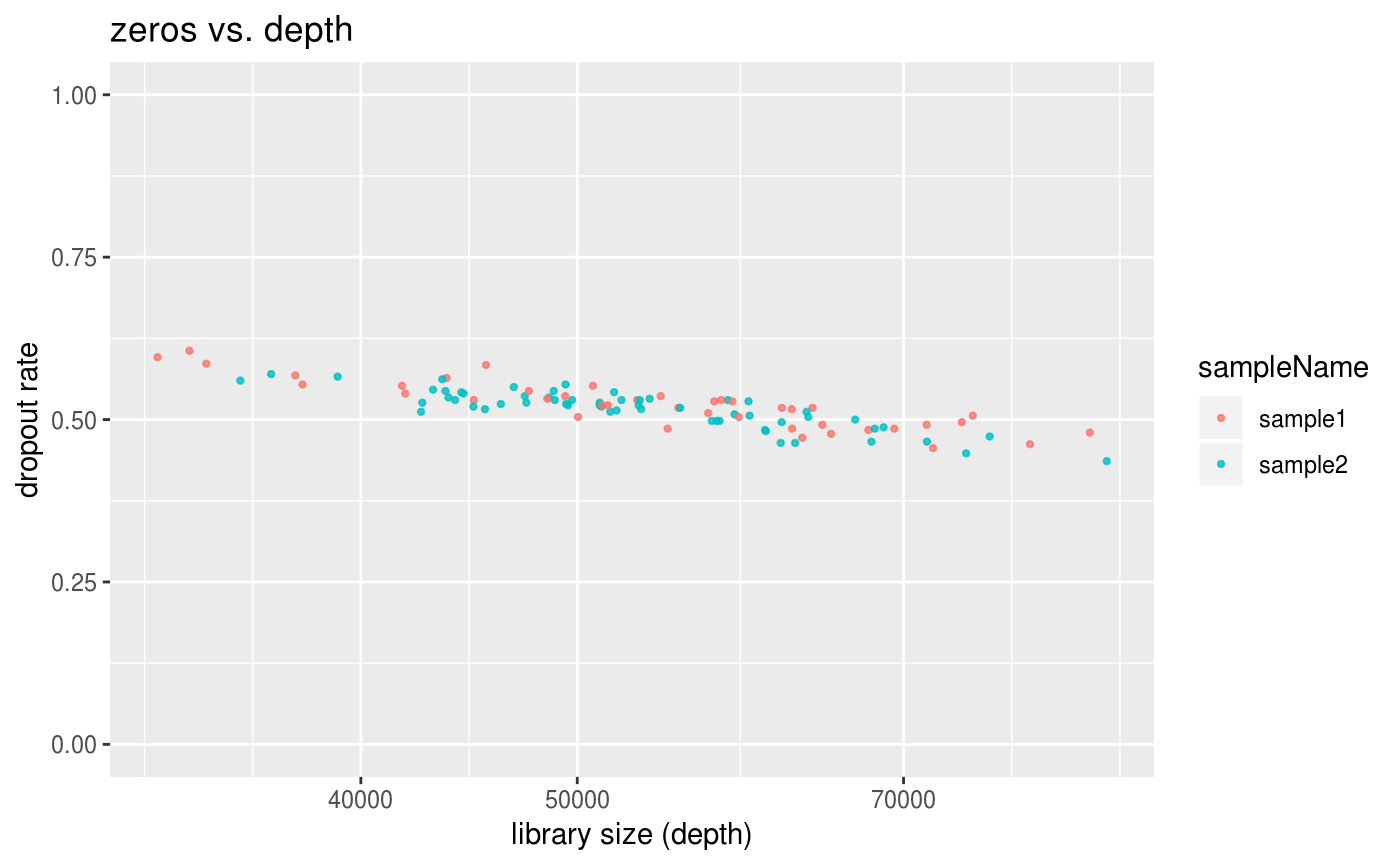 zeros vs. depth
1.00
0.75
0.50
0.25
0.00
dropout rate
40000 50000 70000
library size (depth)
sampleName
sample1
sample2